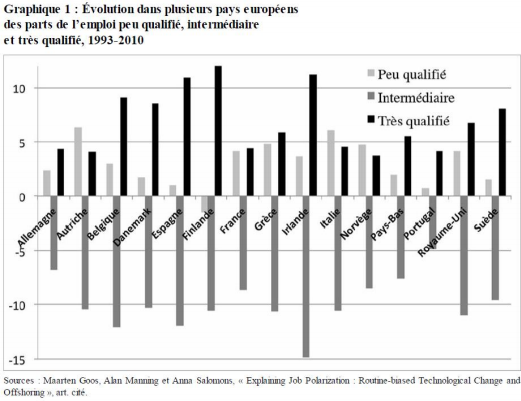 Graphique 1 : Évolution dans plusieurs pays européens
des parts de l'emploi peu qualifié, intermédiaire
et très qualifié, 1993-2010
Peu qualifié
Intermédiaire
Très qualifié
10
5
0
-5
-10
-15
Allemagne
Autriche
Belgique
Danemark
Espagne
Finlande
France
Grèce
Irlande
Italie
Norvège
Pays-Bas
Portugal
Royaume-Uni
Suède
Sources : Maarten Goos, Alan Manning et Anna Salomons, « Explaining Job Polarization : Routine-biased Technological Change and
Offshoring », art. cité.